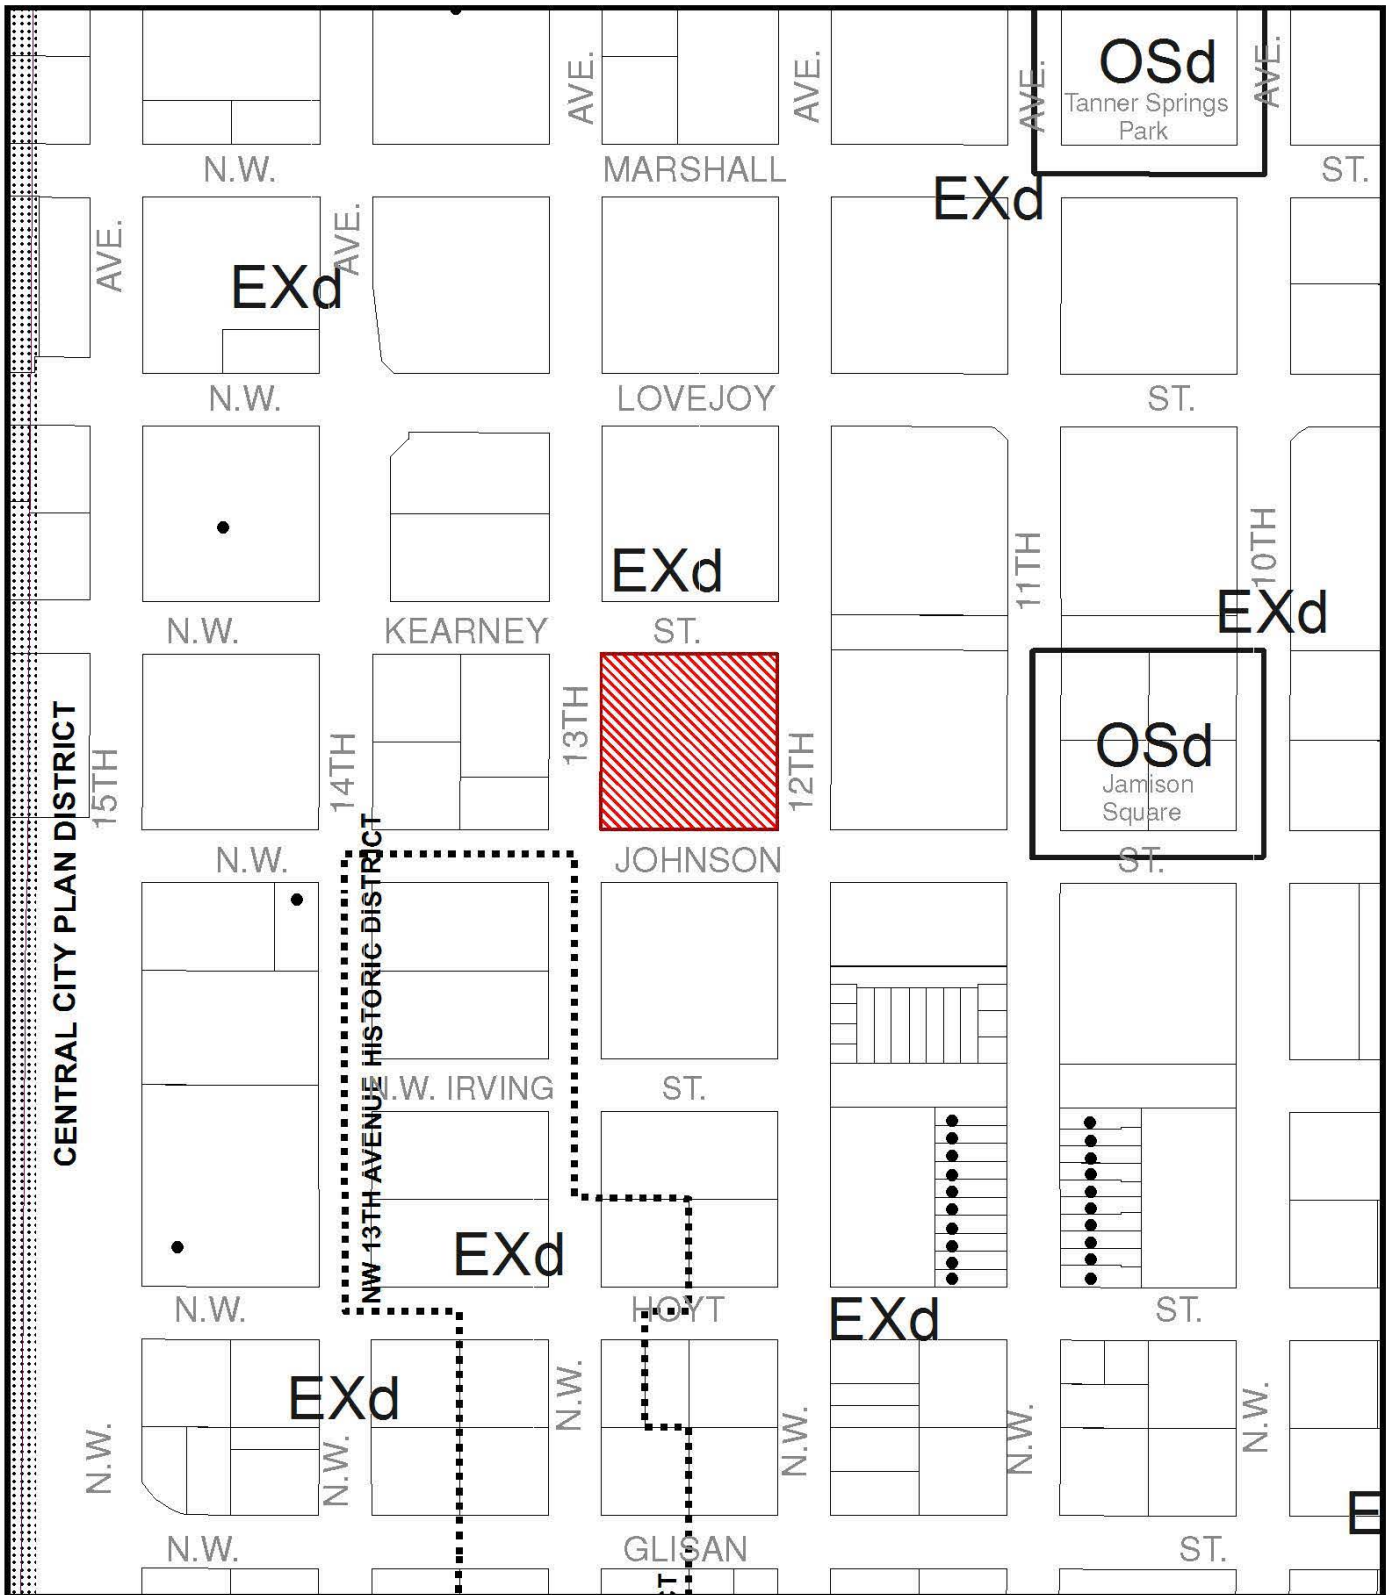 AVE.
AVE.
AVE.
OSd
Tanner Springs
Park
AVE.
N.W.
MARSHALL
ST.
EXd
AVE.
AVE.
EXd
N.W.
LOVEJOY
ST.
EXd
11TH
10TH
EXd
N.W.
KEARNEY
ST.
CENTRAL CITY PLAN DISTRICT
15TH
14TH
13TH
12TH
OSd
Jamison
Square
N.W.
JOHNSON
ST.
NW 13TH AVENUE HISTORIC DISTRICT
N.W. IRVING
ST.
EXd
N.W.
HOYT
ST.
EXd
EXd
N.W.
N.W.
N.W.
N.W.
N.W.
N.W.
E
N.W.
GLISAN
ST.
CT